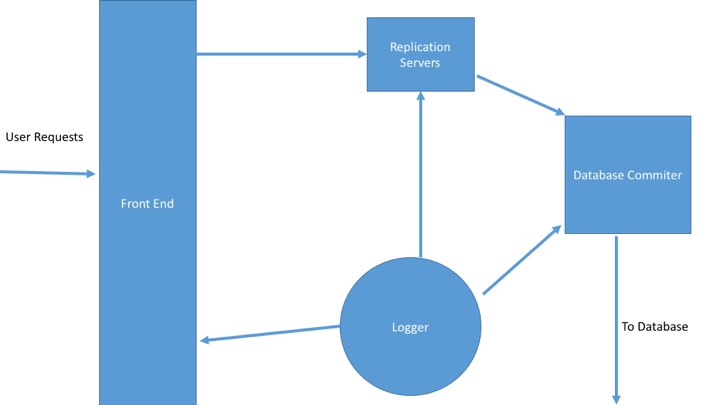 Replication
Servers
User Requests
Database Commiter
Front End
Logger
To Database